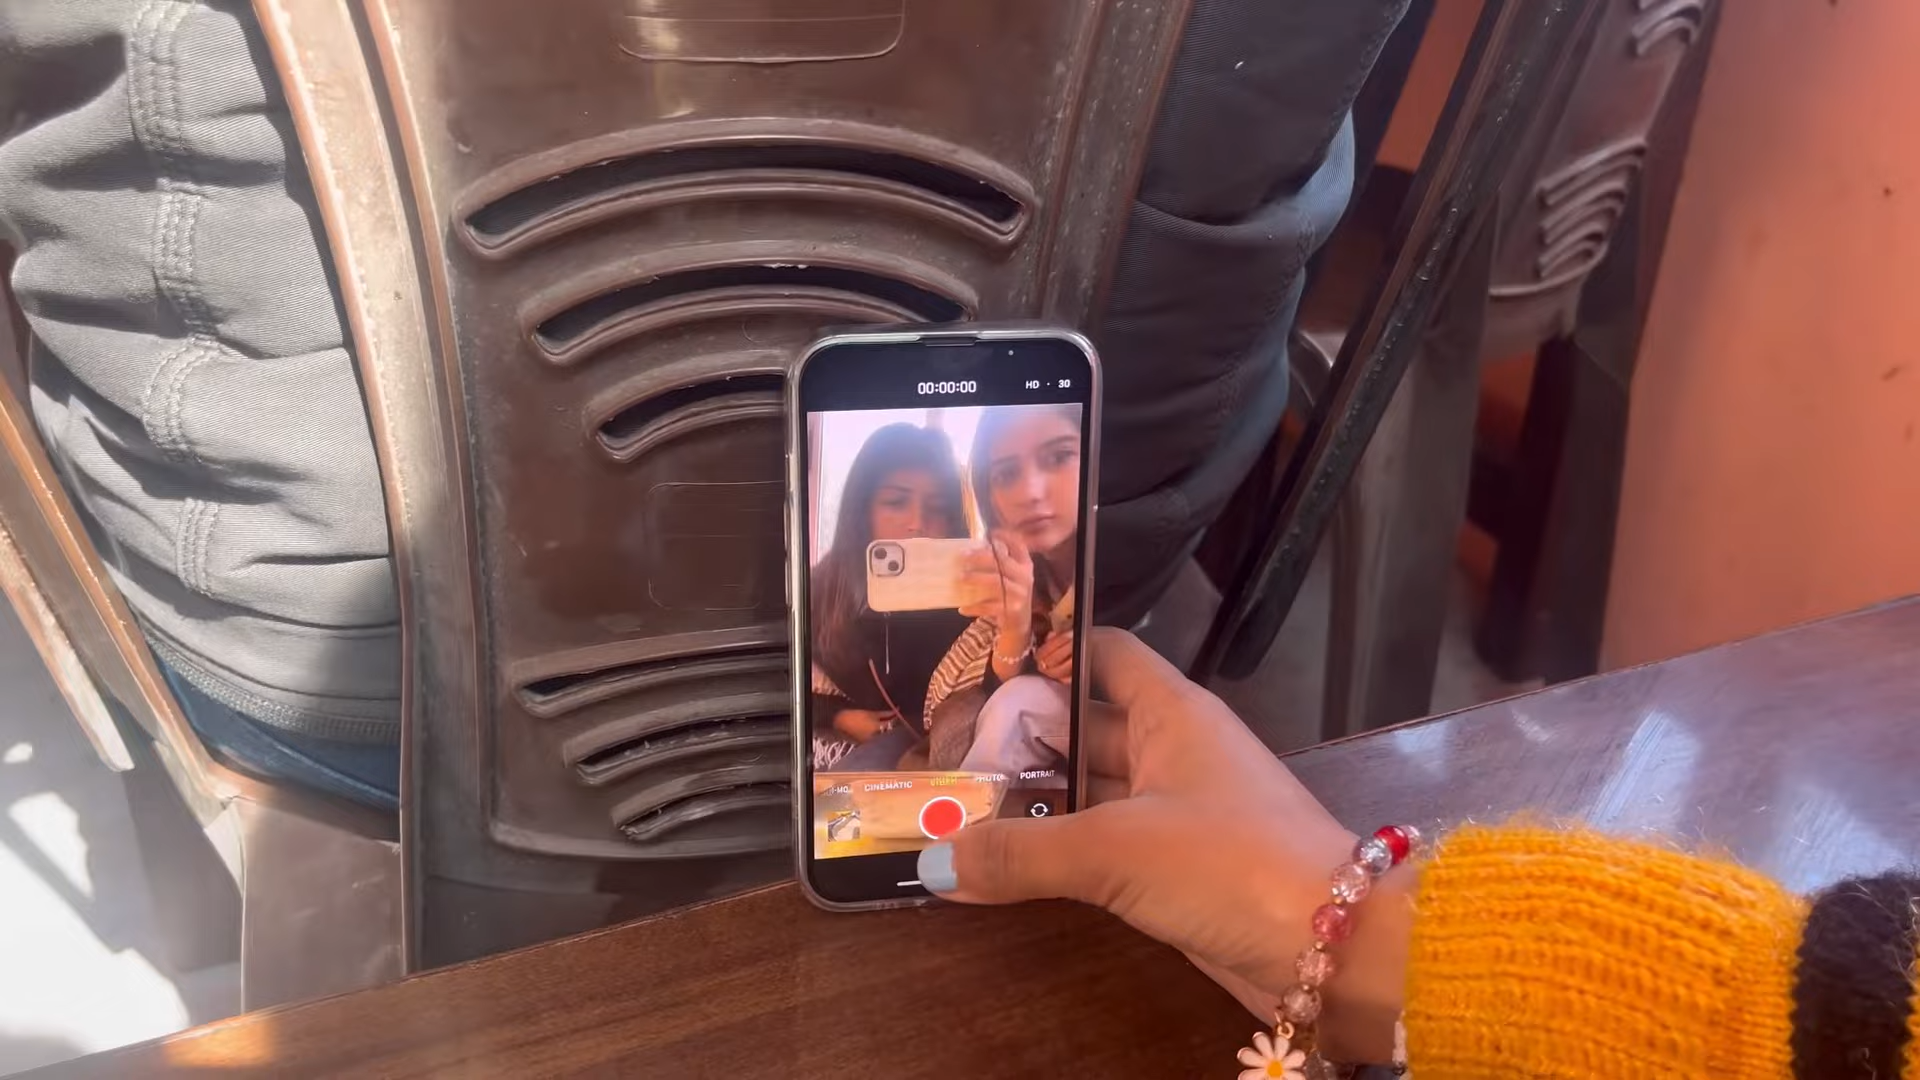 00:00:00
HD · 30
CINEMATIC VIDEO PHOTO PORTRAIT